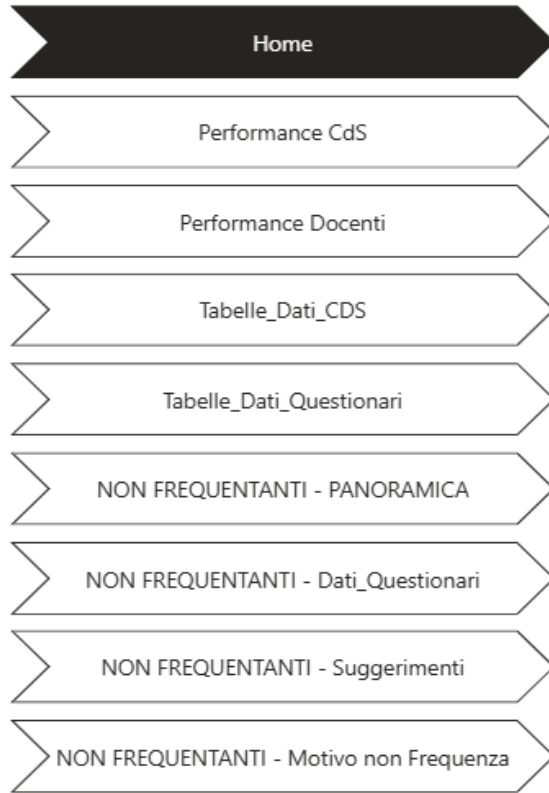 Home
Performance CdS
Performance Docenti
Tabelle_Dati_CDS
Tabelle_Dati_Questionari
NON FREQUENTANTI - PANORAMICA
NON FREQUENTANTI - Dati_Questionari
NON FREQUENTANTI - Suggerimenti
NON FREQUENTANTI - Motivo non Frequenza